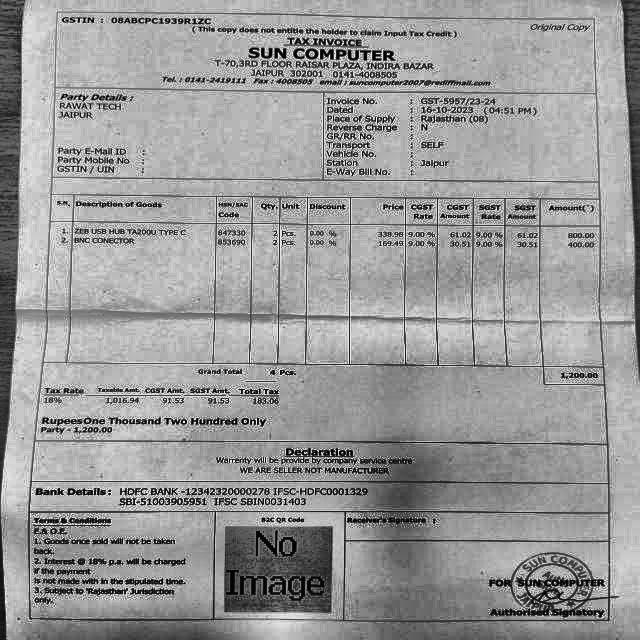 GSTIN : 08ABCPC1939R1ZC
Original Copy
( This copy does not entitle the holder to claim Input Tax Credit )
TAX INVOICE
SUN COMPUTER
T-70,3RD FLOOR RAISAR PLAZA, INDIRA BAZAR
JAIPUR 302001 0141-4008505
Tel. : 0141-2419111 Fax : 4008505 email : suncomputer2007@rediffmail.com
Party Details :
RAWAT TECH
JAIPUR
Party E-Mail ID :
Party Mobile No :
GSTIN / UIN :
Invoice No. : GST-5957/23-24
Dated : 16-10-2023 (04:51 PM)
Place of Supply : Rajasthan (08)
Reverse Charge : N
GR/RR No. :
Transport : SELF
Vehicle No. :
Station : Jaipur
E-Way Bill No. :
S.N. Description of Goods HSN/SAC Code Qty. Unit Discount Price CGST Rate CGST Amount SGST Rate SGST Amount Amount(`)
1. ZEB USB HUB TA200U TYPE C 847330 2 Pcs. 0.00 % 338.98 9.00 % 61.02 9.00 % 61.02 800.00
2. BNC CONECTOR 853690 2 Pcs. 0.00 % 169.49 9.00 % 30.51 9.00 % 30.51 400.00
Grand Total 4 Pcs. 1,200.00
Tax Rate Taxable Amt. CGST Amt. SGST Amt. Total Tax
18% 1,016.94 91.53 91.53 183.06
RupeesOne Thousand Two Hundred Only
Party - 1,200.00
Declaration
Warrenty will be provide by company service centre
WE ARE SELLER NOT MANUFACTURER
Bank Details : HDFC BANK -12342320000278 IFSC-HDFC0001329
SBI-51003905951 IFSC SBIN0031403
Terms & Conditions
E.& O.E.
1. Goods once sold will not be taken
back.
2. Interest @ 18% p.a. will be charged
if the payment
is not made with in the stipulated time.
3. Subject to 'Rajasthan' Jurisdiction
only.
B2C QR Code
No
Image
Receiver's Signature :
SUN COMPU
FOR SUN COMPUTER
Authorised Signatory